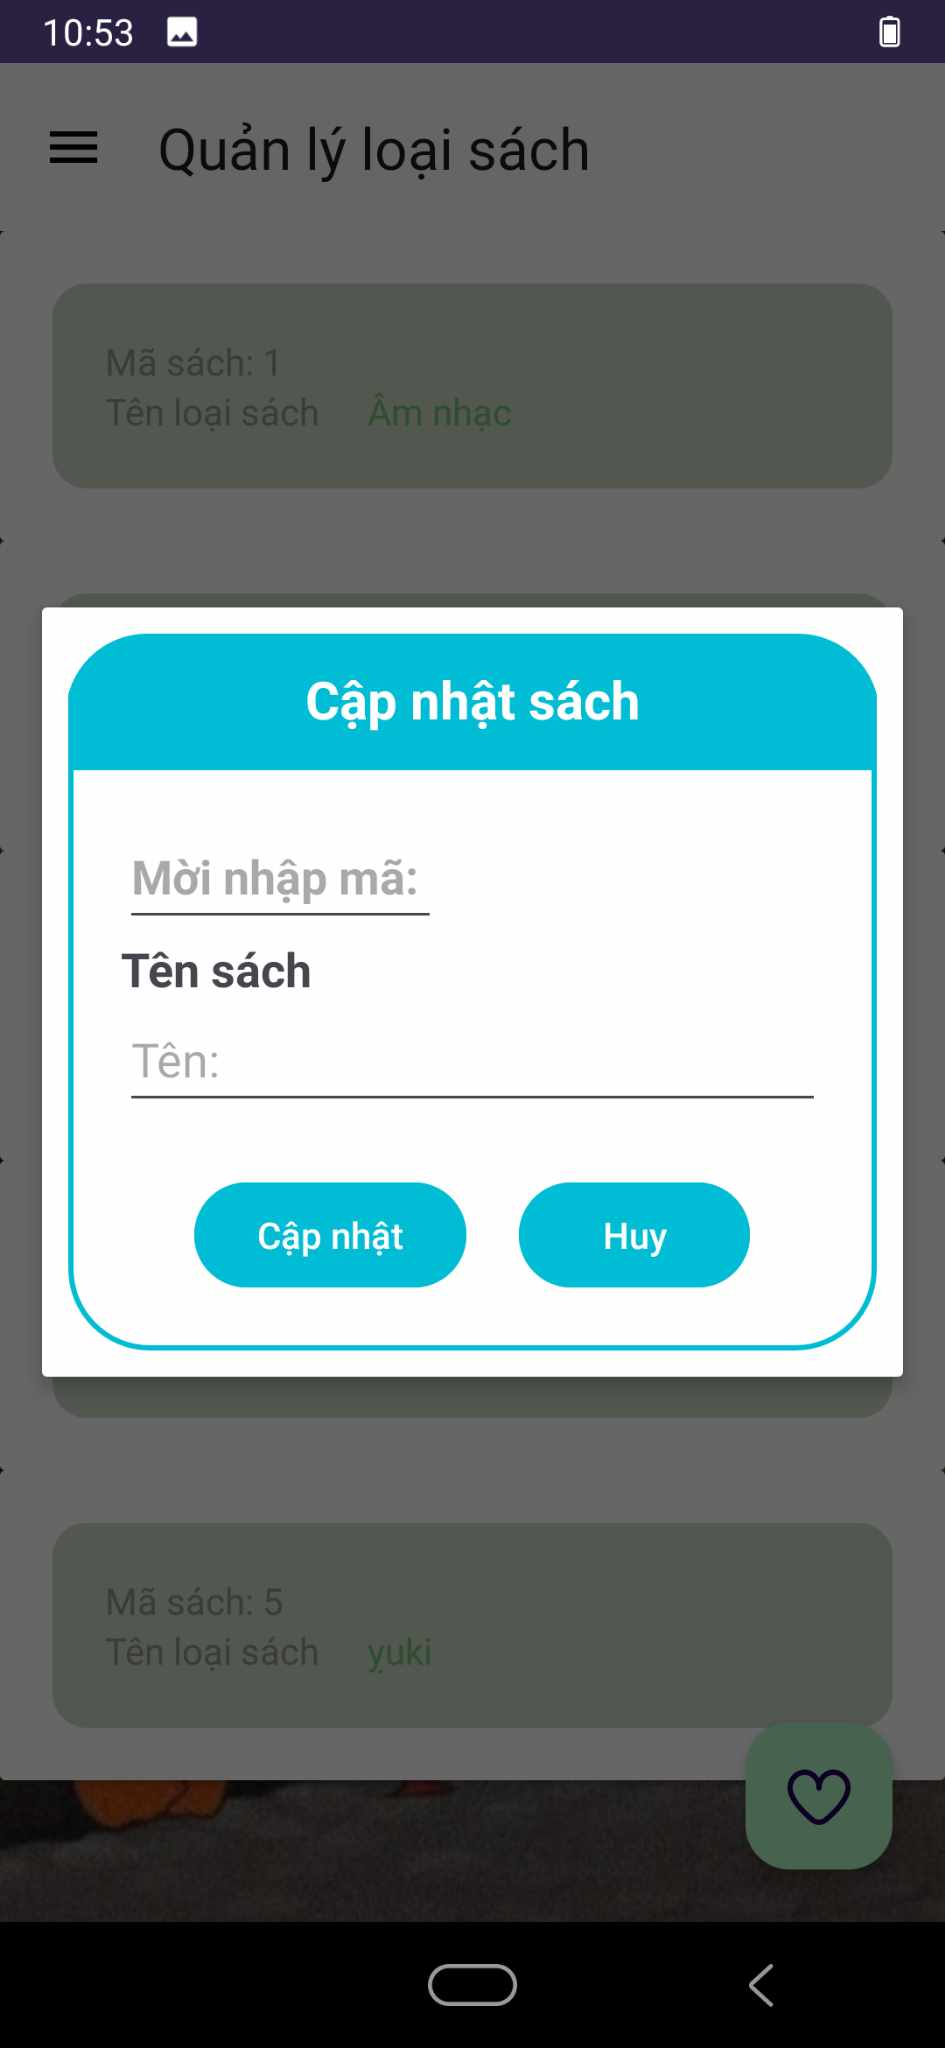 10:53
Quản lý loại sách
Mã sách: 1
Tên loại sách Âm nhạc
Cập nhật sách
Mời nhập mã:
Tên sách
Tên:
Cập nhật Huy
Mã sách: 5
Tên loại sách yuki